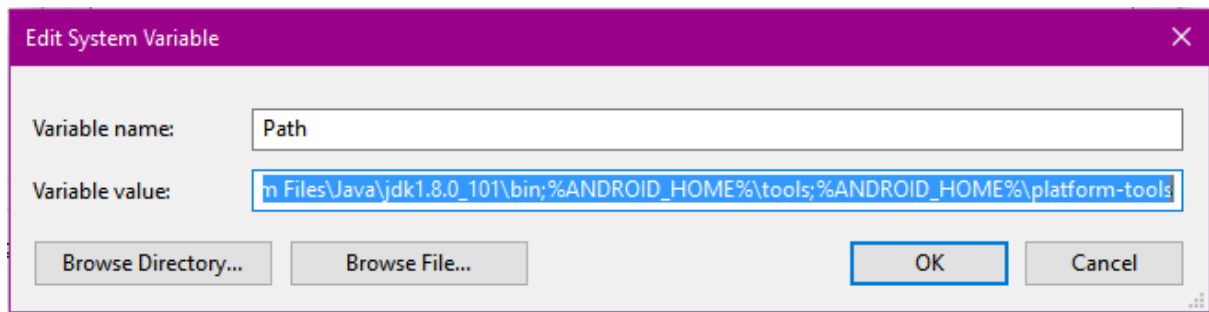 Edit System Variable
Variable name: Path
Variable value: m Files\Java\jdk1.8.0_101\bin;%ANDROID_HOME%\tools;%ANDROID_HOME%\platform-tools
Browse Directory... Browse File... OK Cancel